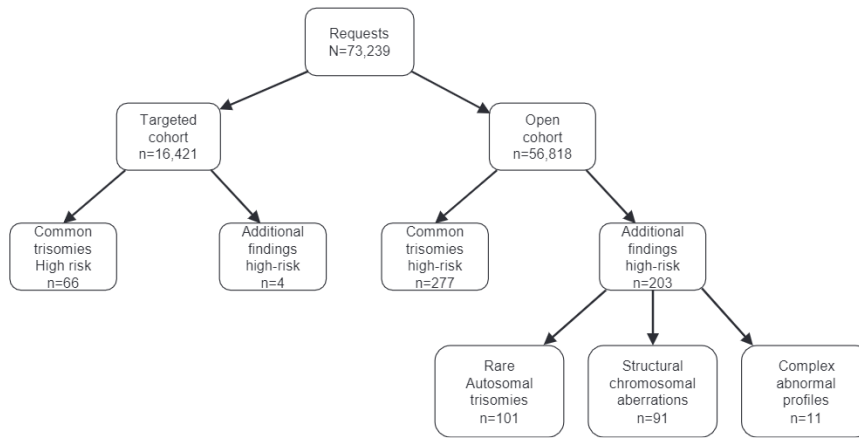 Requests
N=73,239
Targeted
cohort
n=16,421
Open
cohort
n=56,818
Common
trisomies
High risk
n=66
Additional
findings
high-risk
n=4
Common
trisomies
high-risk
n=277
Additional
findings
high-risk
n=203
Rare
Autosomal
trisomies
n=101
Structural
chromosomal
aberrations
n=91
Complex
abnormal
profiles
n=11